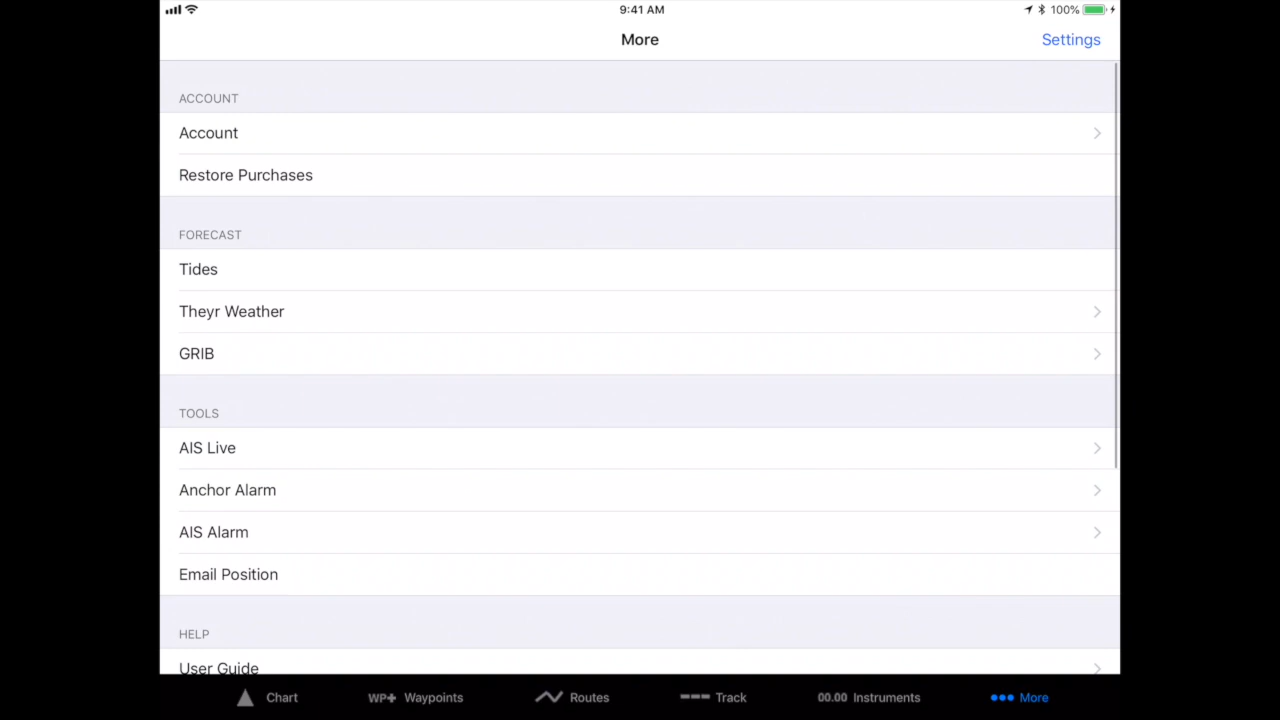 9:41 AM 100%
More Settings
ACCOUNT
Account
Restore Purchases
FORECAST
Tides
Theyr Weather
GRIB
TOOLS
AIS Live
Anchor Alarm
AIS Alarm
Email Position
HELP
User Guide
Chart WP+ Waypoints Routes Track 00.00 Instruments More